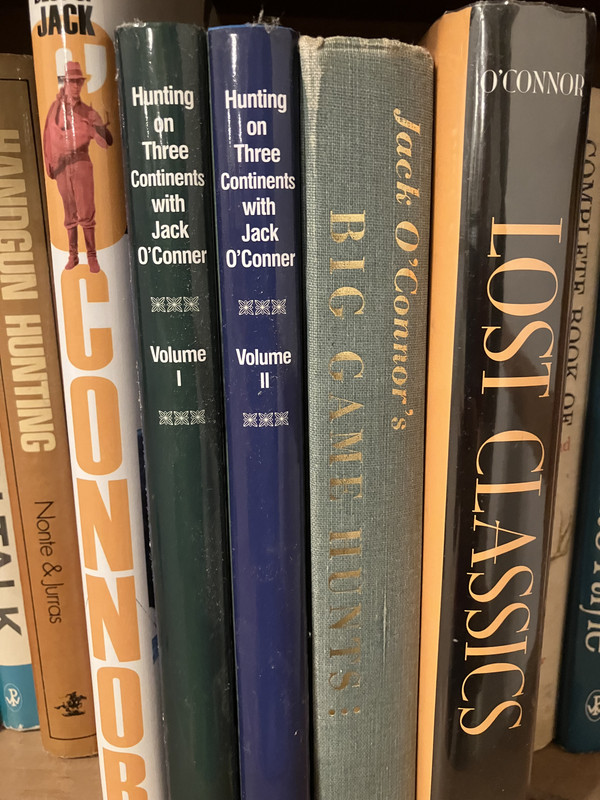 HANDGUN HUNTING
Nonte & Jurras
TALK
JACK
O'CONNOR
Hunting
on
Three
Continents
with
Jack
O'Conner
Volume
I
Hunting
on
Three
Continents
with
Jack
O'Conner
Volume
II
Jack O'Connor's
BIG GAME HUNTS
O'CONNOR
LOST CLASSICS
COMPLETE BOOK OF